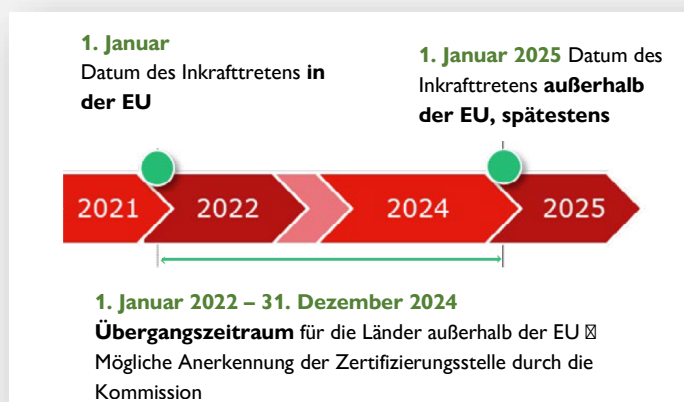 1. Januar
Datum des Inkrafttretens in
der EU
1. Januar 2025 Datum des
Inkrafttretens außerhalb
der EU, spätestens
2021
2022
2024
2025
1. Januar 2022 – 31. Dezember 2024
Übergangszeitraum für die Länder außerhalb der EU
Mögliche Anerkennung der Zertifizierungsstelle durch die
Kommission